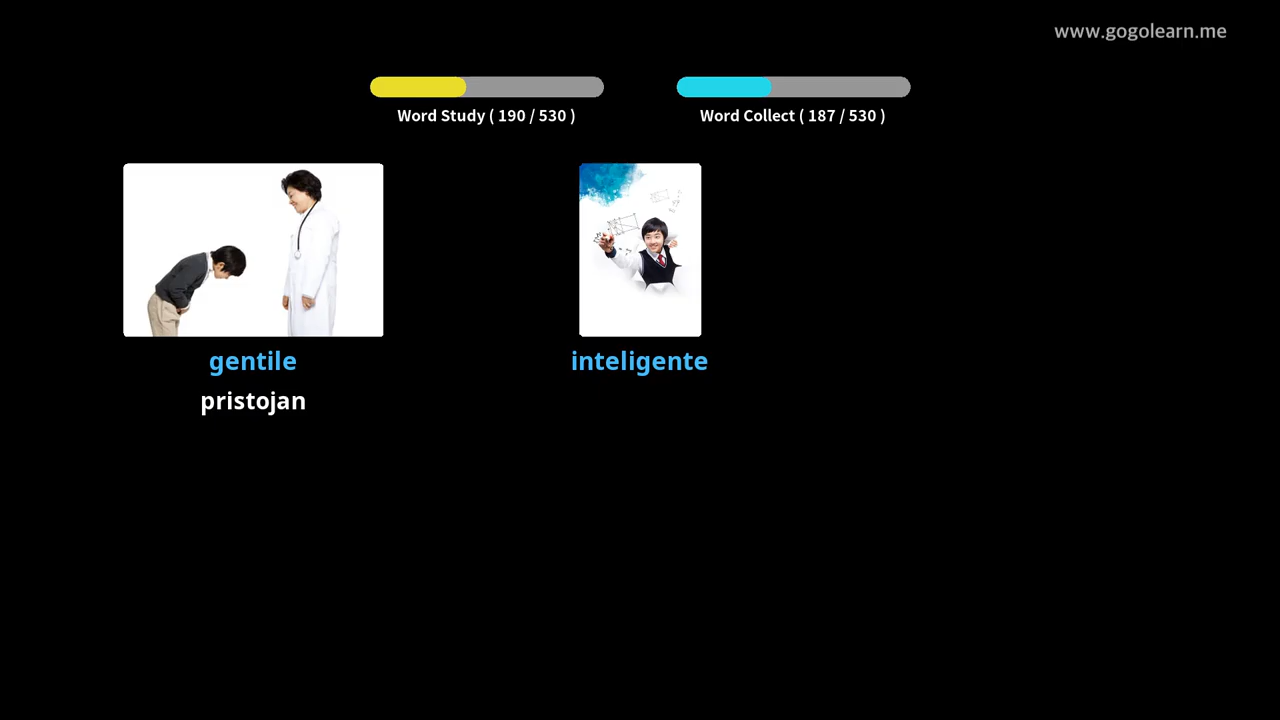 www.gogolearn.me
Word Study ( 190 / 530 )
Word Collect ( 187 / 530 )
gentile
pristojan
inteligente